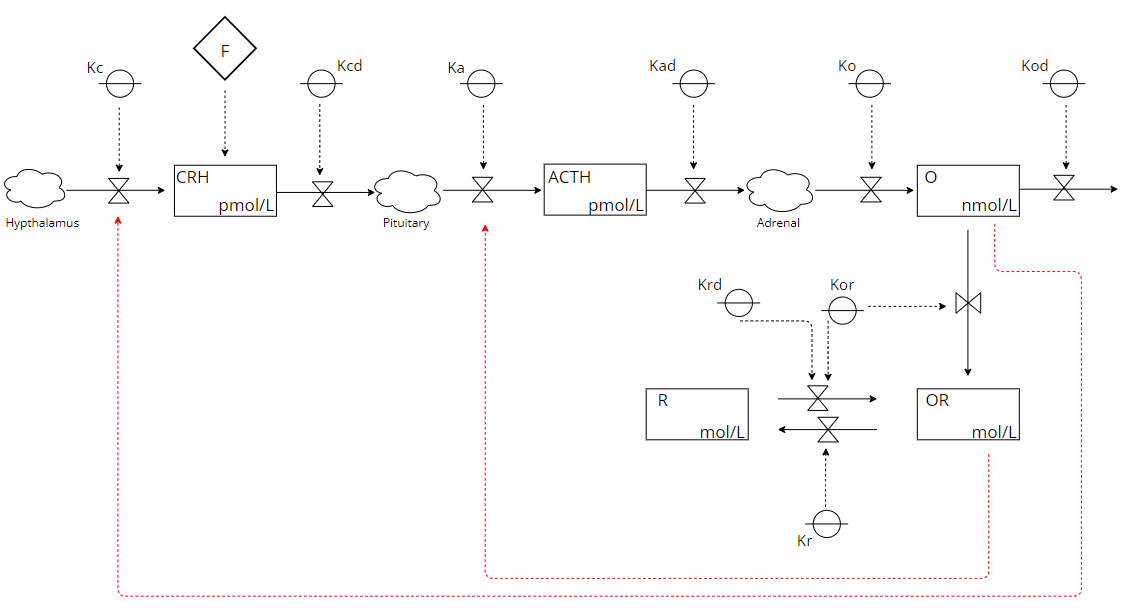 F
Kc
Kcd
Ka
Kad
Ko
Kod
CRH
pmol/L
ACTH
pmol/L
O
nmol/L
Hypthalamus
Pituitary
Adrenal
Krd
Kor
R
mol/L
OR
mol/L
Kr